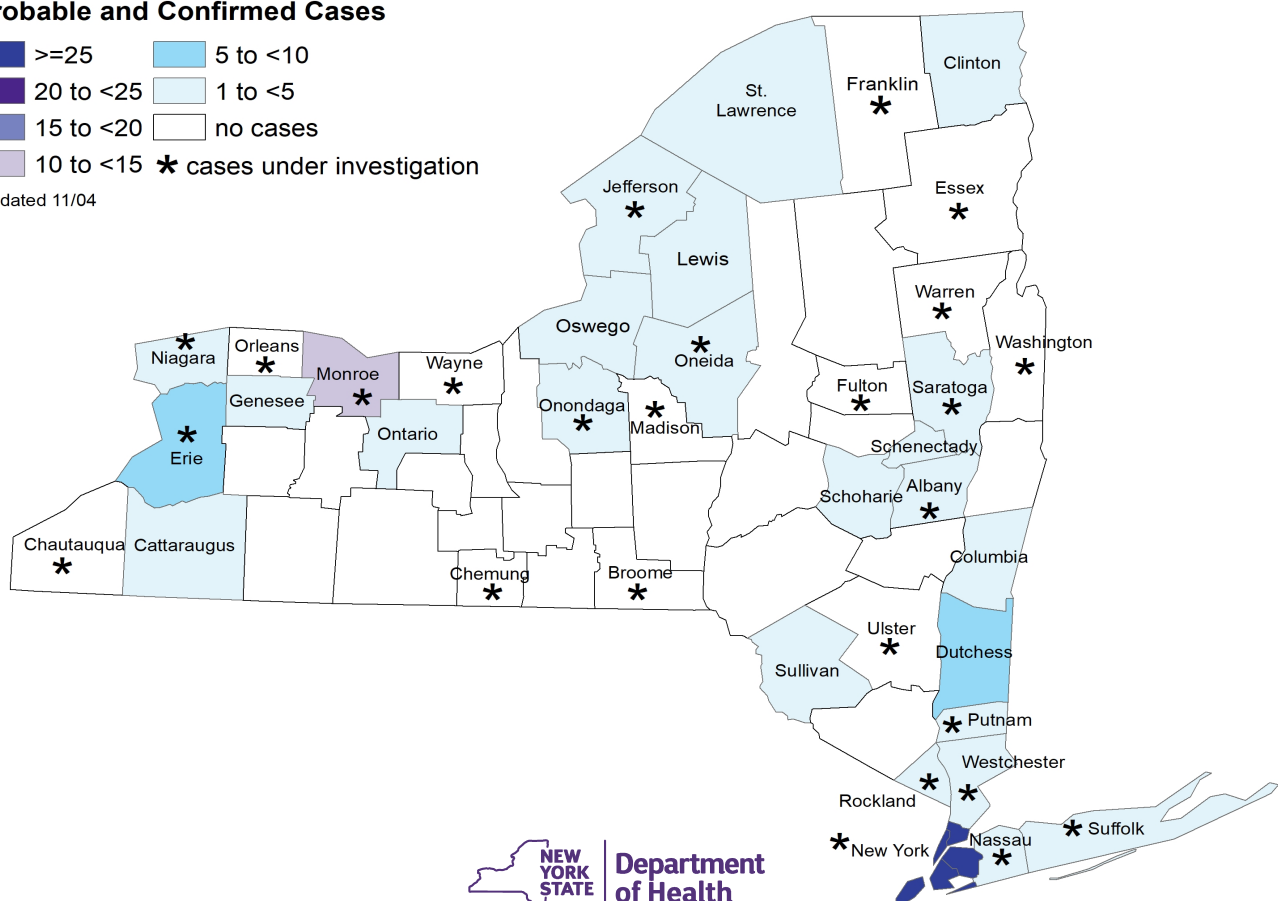 robable and Confirmed Cases
>=25
5 to <10
20 to <25
1 to <5
15 to <20
no cases
10 to <15
* cases under investigation
dated 11/04
Clinton
Franklin
*
St.
Lawrence
Jefferson
*
Essex
*
Lewis
Warren
*
Oswego
Washington
*
Niagara
*
Orleans
*
Monroe
*
Wayne
*
Oneida
*
Genesee
Fulton
*
Saratoga
*
Onondaga
*
Madison
*
Ontario
Erie
*
Schenectady
Schoharie
Albany
*
Chautauqua
*
Cattaraugus
Columbia
Chemung
*
Broome
*
Ulster
*
Dutchess
Sullivan
* Putnam
Westchester
*
Rockland
*
* New York
Nassau
*
* Suffolk
NEW
YORK
STATE
Department
of Health